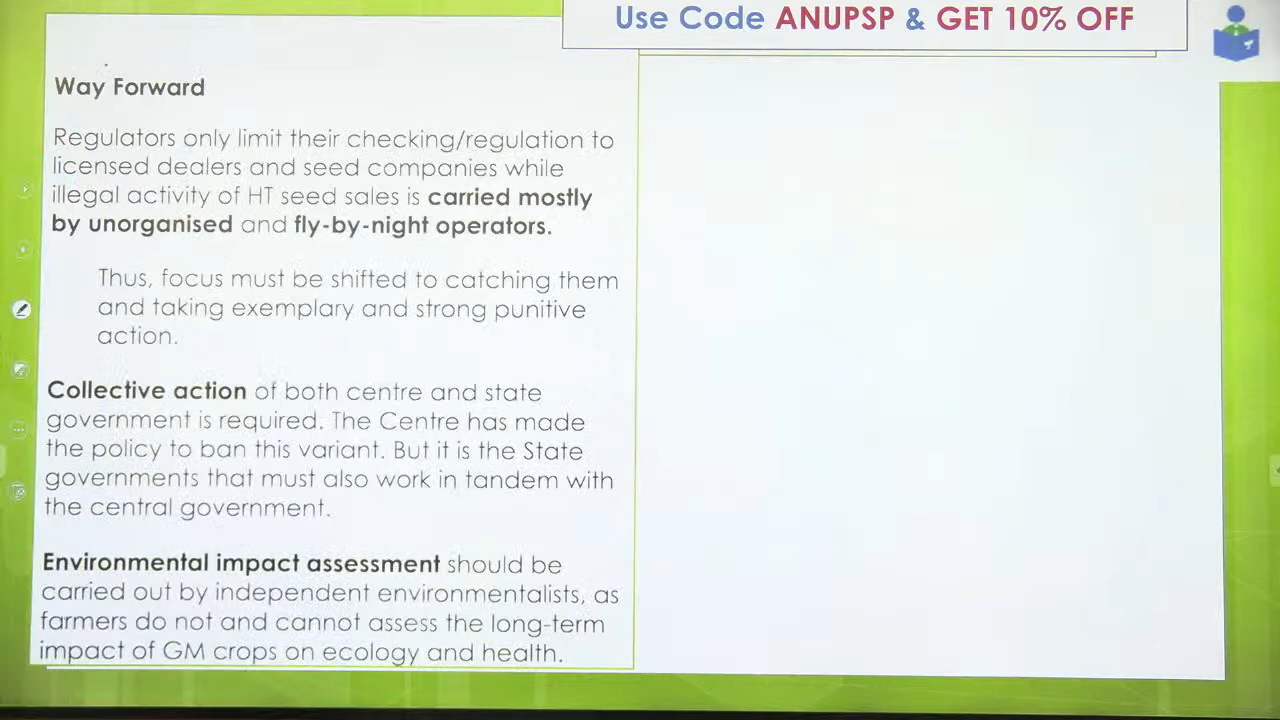 Use Code ANUPSP & GET 10% OFF
Way Forward
Regulators only limit their checking/regulation to
licensed dealers and seed companies while
illegal activity of HT seed sales is carried mostly
by unorganised and fly-by-night operators.
Thus, focus must be shifted to catching them
and taking exemplary and strong punitive
action.
Collective action of both centre and state
government is required. The Centre has made
the policy to ban this variant. But it is the State
governments that must also work in tandem with
the central government.
Environmental impact assessment should be
carried out by independent environmentalists, as
farmers do not and cannot assess the long-term
impact of GM crops on ecology and health.